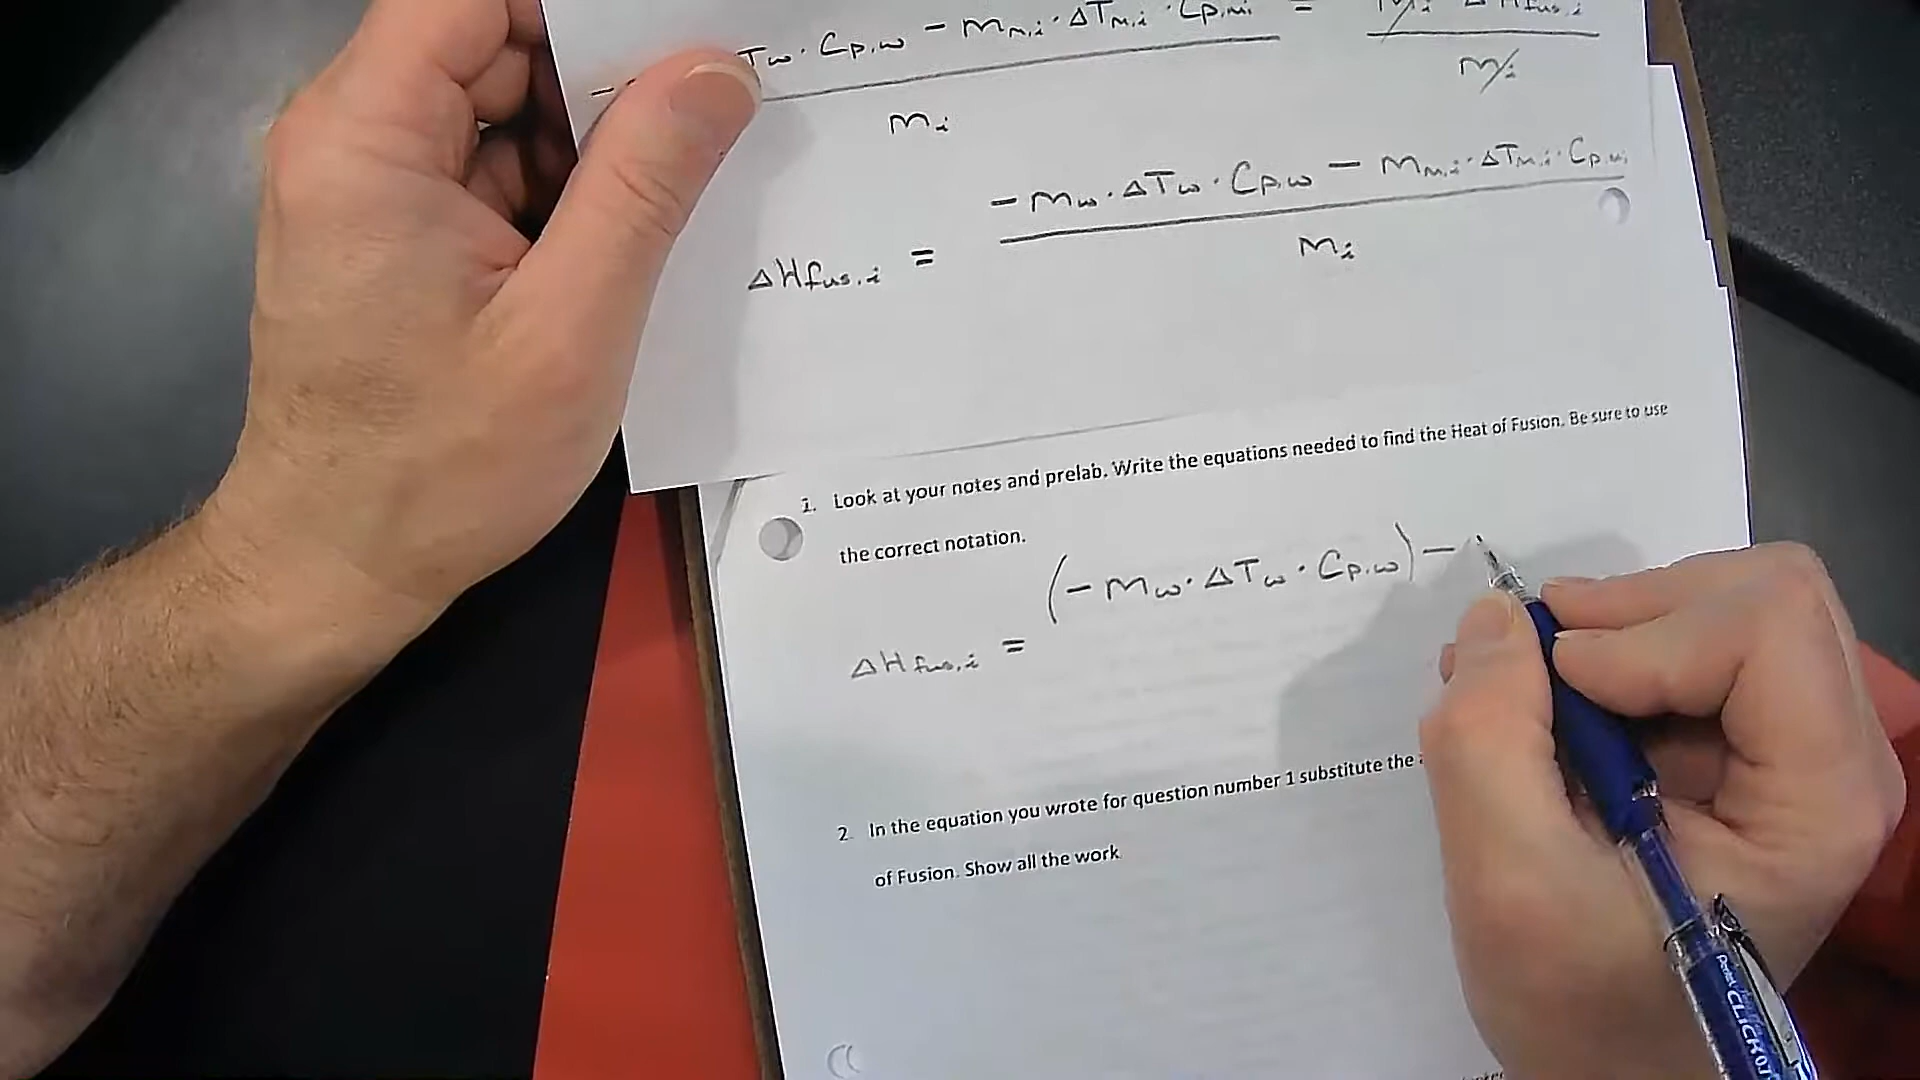 Tw · Cp,w − mm,i · ΔTm,i · Cp,mi =
mi mi
ΔHfus,i = −mw · ΔTw · Cp,w − mm,i · ΔTm,i ·
mi
1. Look at your notes and prelab. Write the equations needed to find the Heat of Fusion. Be sure to use
the correct notation.
(−mw · ΔTw · Cp,w) −
ΔHfus,i =
2. In the equation you wrote for question number 1 substitute the
of Fusion. Show all the work
Pentel CLICK